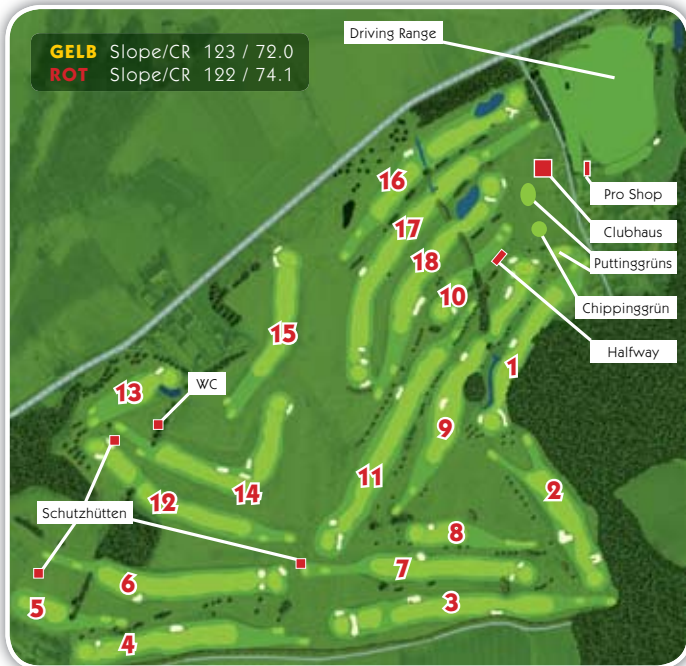 GELB Slope/CR 123 / 72.0
ROT Slope/CR 122 / 74.1
Driving Range
Pro Shop
Clubhaus
Puttinggrüns
Chippinggrün
Halfway
16
17
18
10
15
1
13
WC
9
11
2
12
14
Schutzhütten
8
7
6
3
5
4